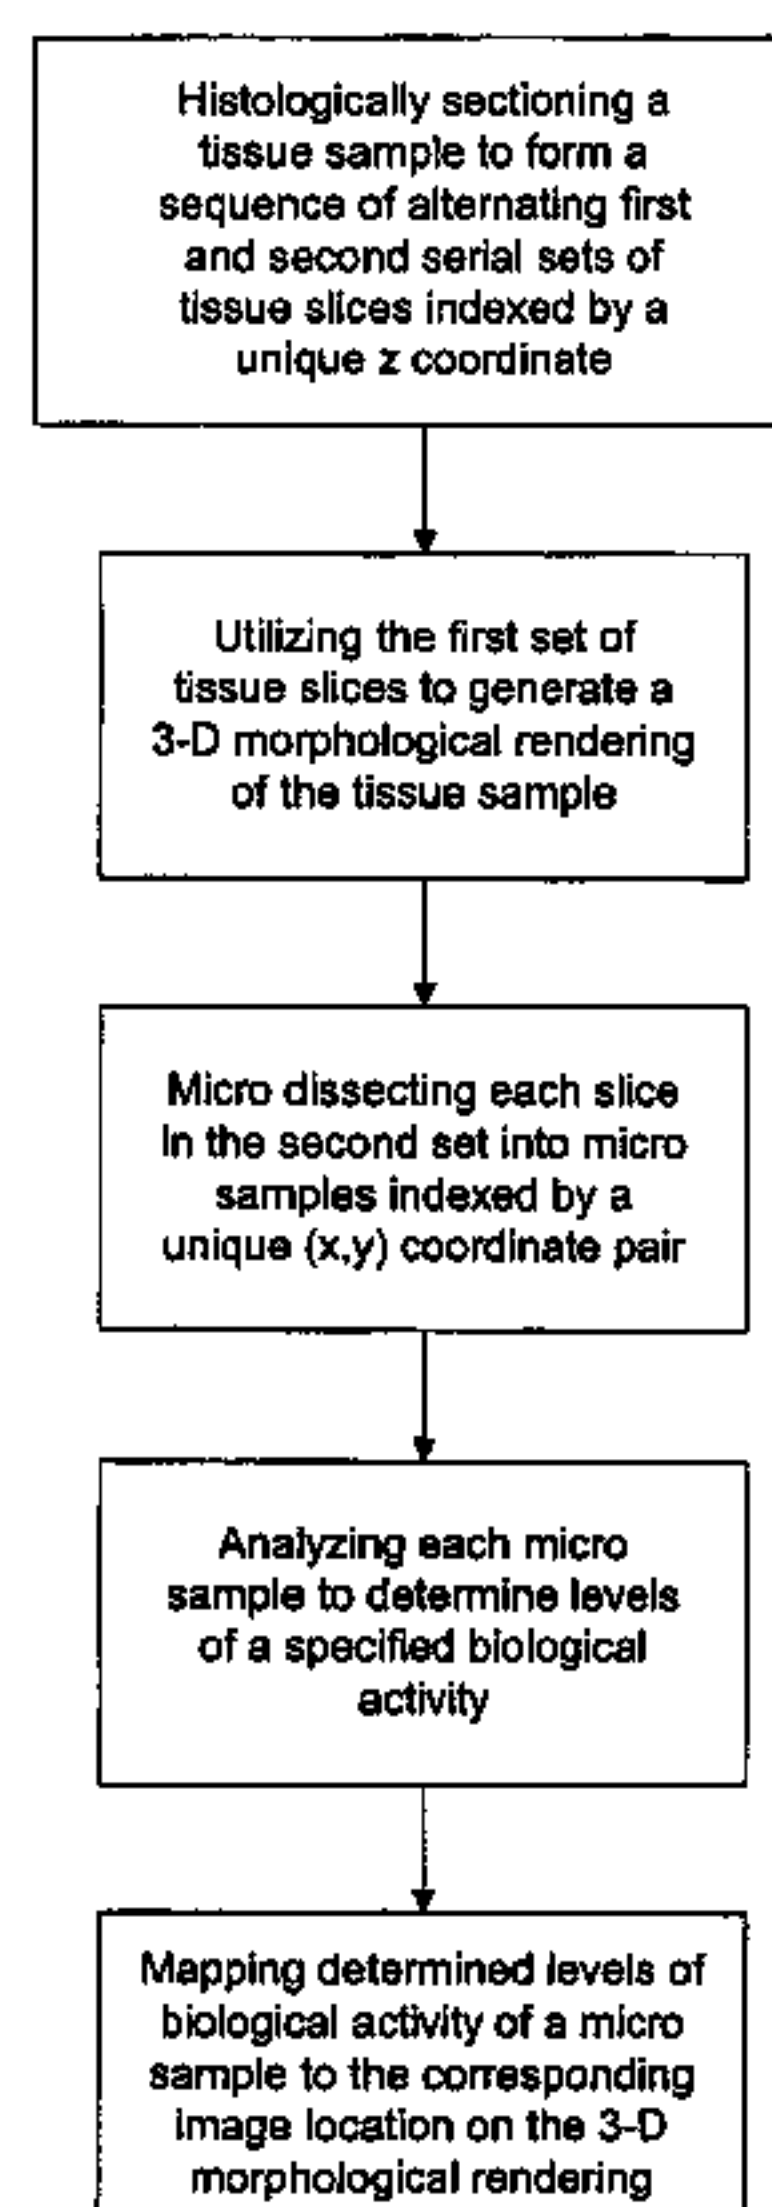 Histologically sectioning a
tissue sample to form a
sequence of alternating first
and second serial sets of
tissue slices indexed by a
unique z coordinate
Utilizing the first set of
tissue slices to generate a
3-D morphological rendering
of the tissue sample
Micro dissecting each slice
In the second set into micro
samples indexed by a
unique (x,y) coordinate pair
Analyzing each micro
sample to determine levels
of a specified biological
activity
Mapping determined levels of
biological activity of a micro
sample to the corresponding
image location on the 3-D
morphological rendering